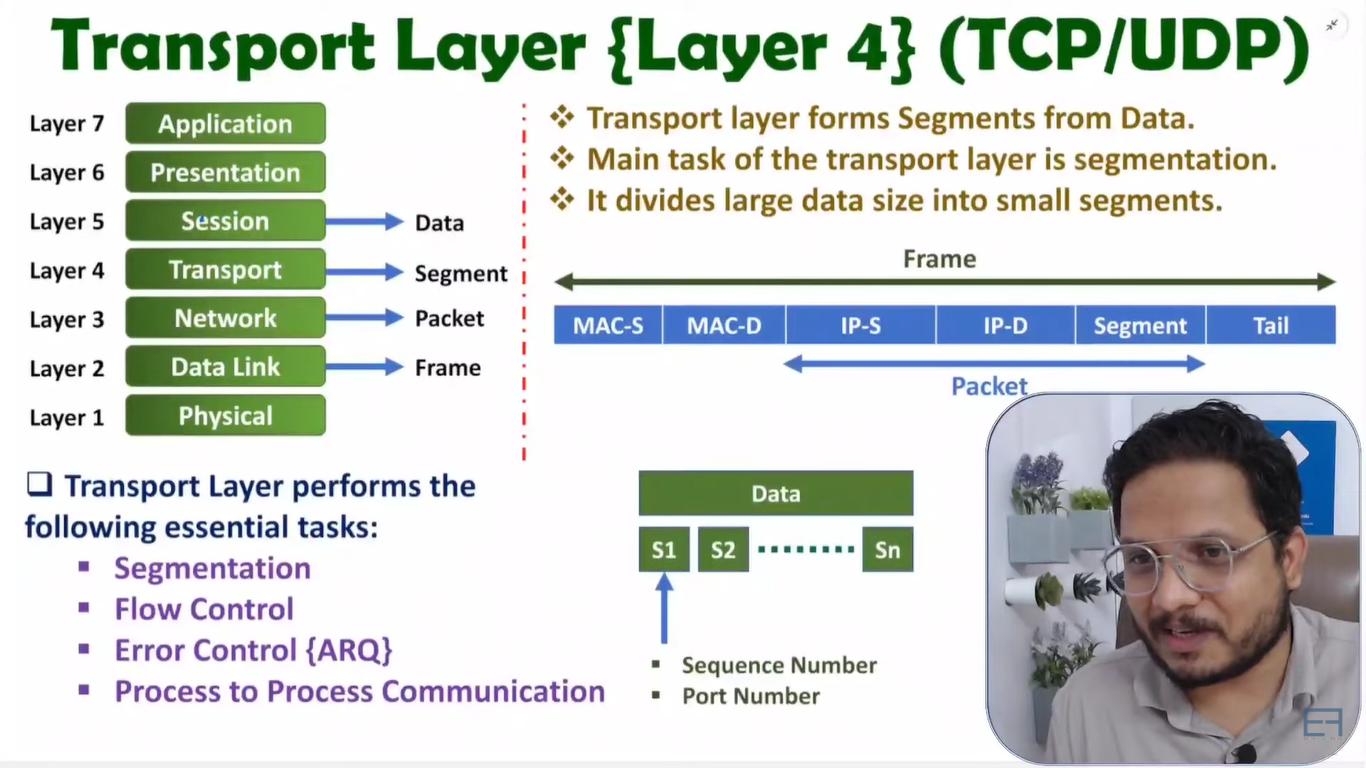 Transport Layer {Layer 4} (TCP/UDP)
Layer 7 Application
Layer 6 Presentation
Layer 5 Session Data
Layer 4 Transport Segment
Layer 3 Network Packet
Layer 2 Data Link Frame
Layer 1 Physical
Transport layer forms Segments from Data.
Main task of the transport layer is segmentation.
It divides large data size into small segments.
Frame
MAC-S MAC-D IP-S IP-D Segment Tail
Packet
Transport Layer performs the
following essential tasks:
Segmentation
Flow Control
Error Control {ARQ}
Process to Process Communication
Data
S1 S2 Sn
Sequence Number
Port Number